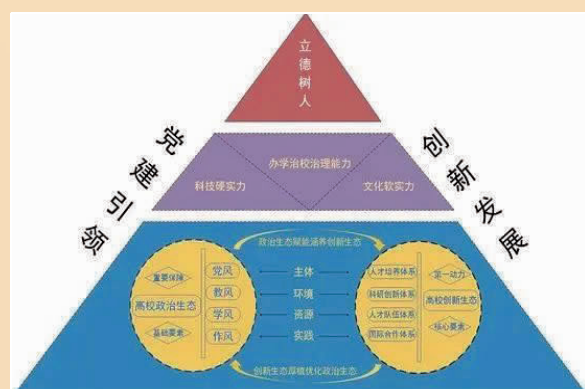 立德树人
党建引领
创新发展
办学治校治理能力
科技硬实力
文化软实力
政治生态赋能涵养创新生态
重要保障
高校政治生态
基础要素
党风
教风
学风
作风
主体
环境
资源
实践
人才培养体系
科研创新体系
人才队伍体系
国际合作体系
第一动力
高校创新生态
核心要素
创新生态厚植优化政治生态